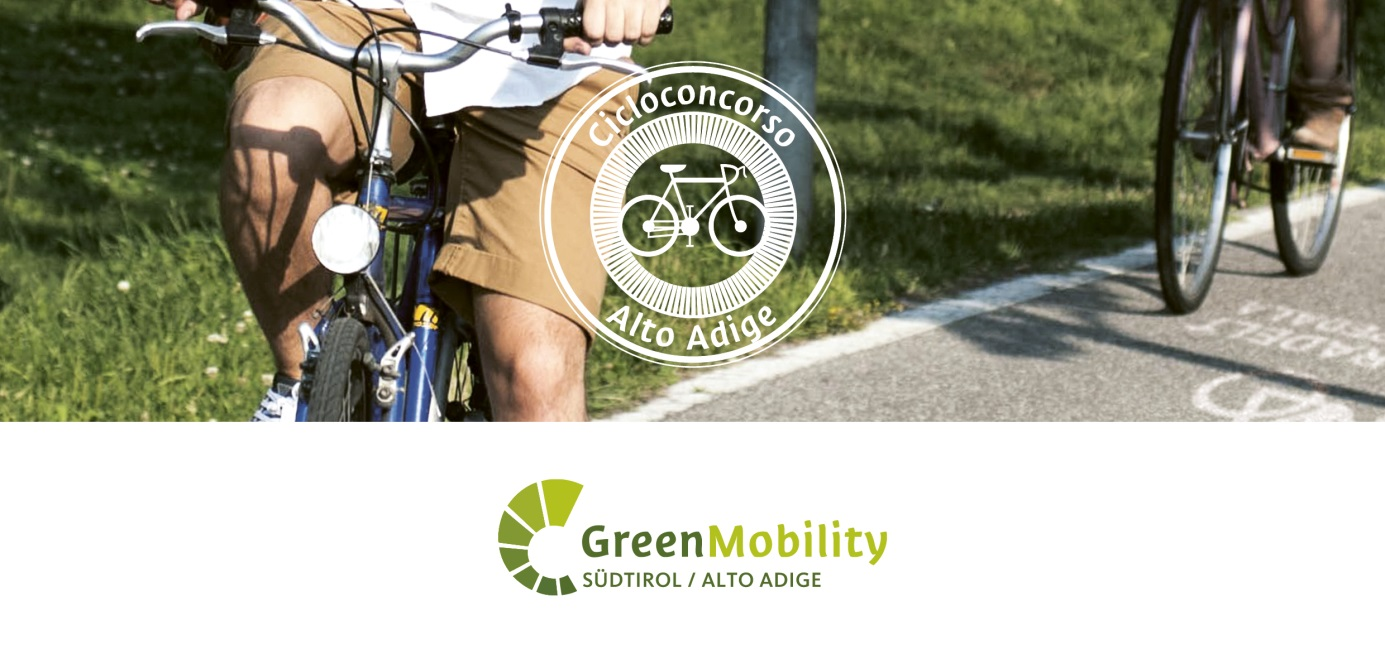 Cicloconcorso
Alto Adige
GreenMobility
SÜDTIROL / ALTO ADIGE